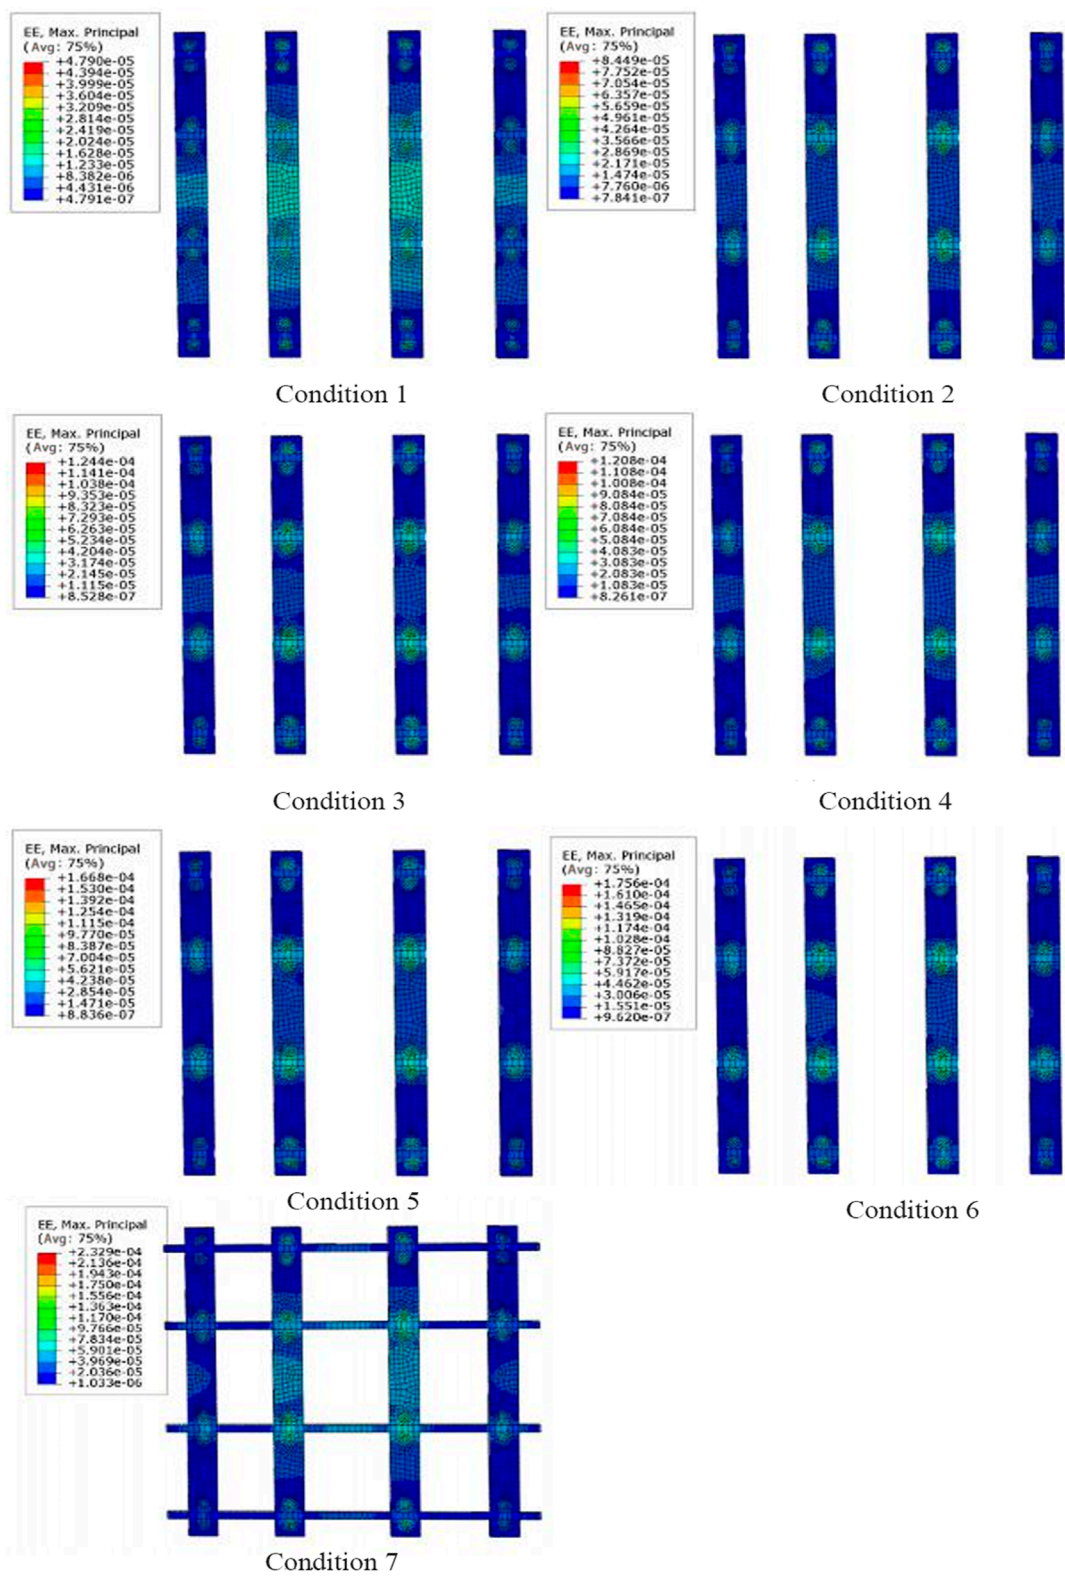 EE, Max. Principal
(Avg: 75%)
+4.790e-05
+4.394e-05
+3.999e-05
+3.604e-05
+3.209e-05
+2.814e-05
+2.419e-05
+2.024e-05
+1.628e-05
+1.233e-05
+8.382e-06
+4.431e-06
+4.791e-07
Condition 1
EE, Max. Principal
(Avg: 75%)
+8.449e-05
+7.752e-05
+7.054e-05
+6.357e-05
+5.659e-05
+4.961e-05
+4.264e-05
+3.566e-05
+2.869e-05
+2.171e-05
+1.474e-05
+7.760e-06
+7.841e-07
Condition 2
EE, Max. Principal
(Avg: 75%)
+1.244e-04
+1.141e-04
+1.038e-04
+9.353e-05
+8.323e-05
+7.293e-05
+6.263e-05
+5.234e-05
+4.204e-05
+3.174e-05
+2.145e-05
+1.115e-05
+8.528e-07
Condition 3
EE, Max. Principal
(Avg: 75%)
+1.208e-04
+1.108e-04
+1.008e-04
+9.084e-05
+8.084e-05
+7.084e-05
+6.084e-05
+5.084e-05
+4.083e-05
+3.083e-05
+2.083e-05
+1.083e-05
+8.261e-07
Condition 4
EE, Max. Principal
(Avg: 75%)
+1.668e-04
+1.530e-04
+1.392e-04
+1.254e-04
+1.115e-04
+9.770e-05
+8.387e-05
+7.004e-05
+5.621e-05
+4.238e-05
+2.854e-05
+1.471e-05
+8.836e-07
Condition 5
EE, Max. Principal
(Avg: 75%)
+1.756e-04
+1.610e-04
+1.465e-04
+1.319e-04
+1.174e-04
+1.028e-04
+8.827e-05
+7.372e-05
+5.917e-05
+4.462e-05
+3.006e-05
+1.551e-05
+9.620e-07
Condition 6
EE, Max. Principal
(Avg: 75%)
+2.329e-04
+2.136e-04
+1.943e-04
+1.750e-04
+1.556e-04
+1.363e-04
+1.170e-04
+9.766e-05
+7.834e-05
+5.901e-05
+3.969e-05
+2.036e-05
+1.033e-06
Condition 7